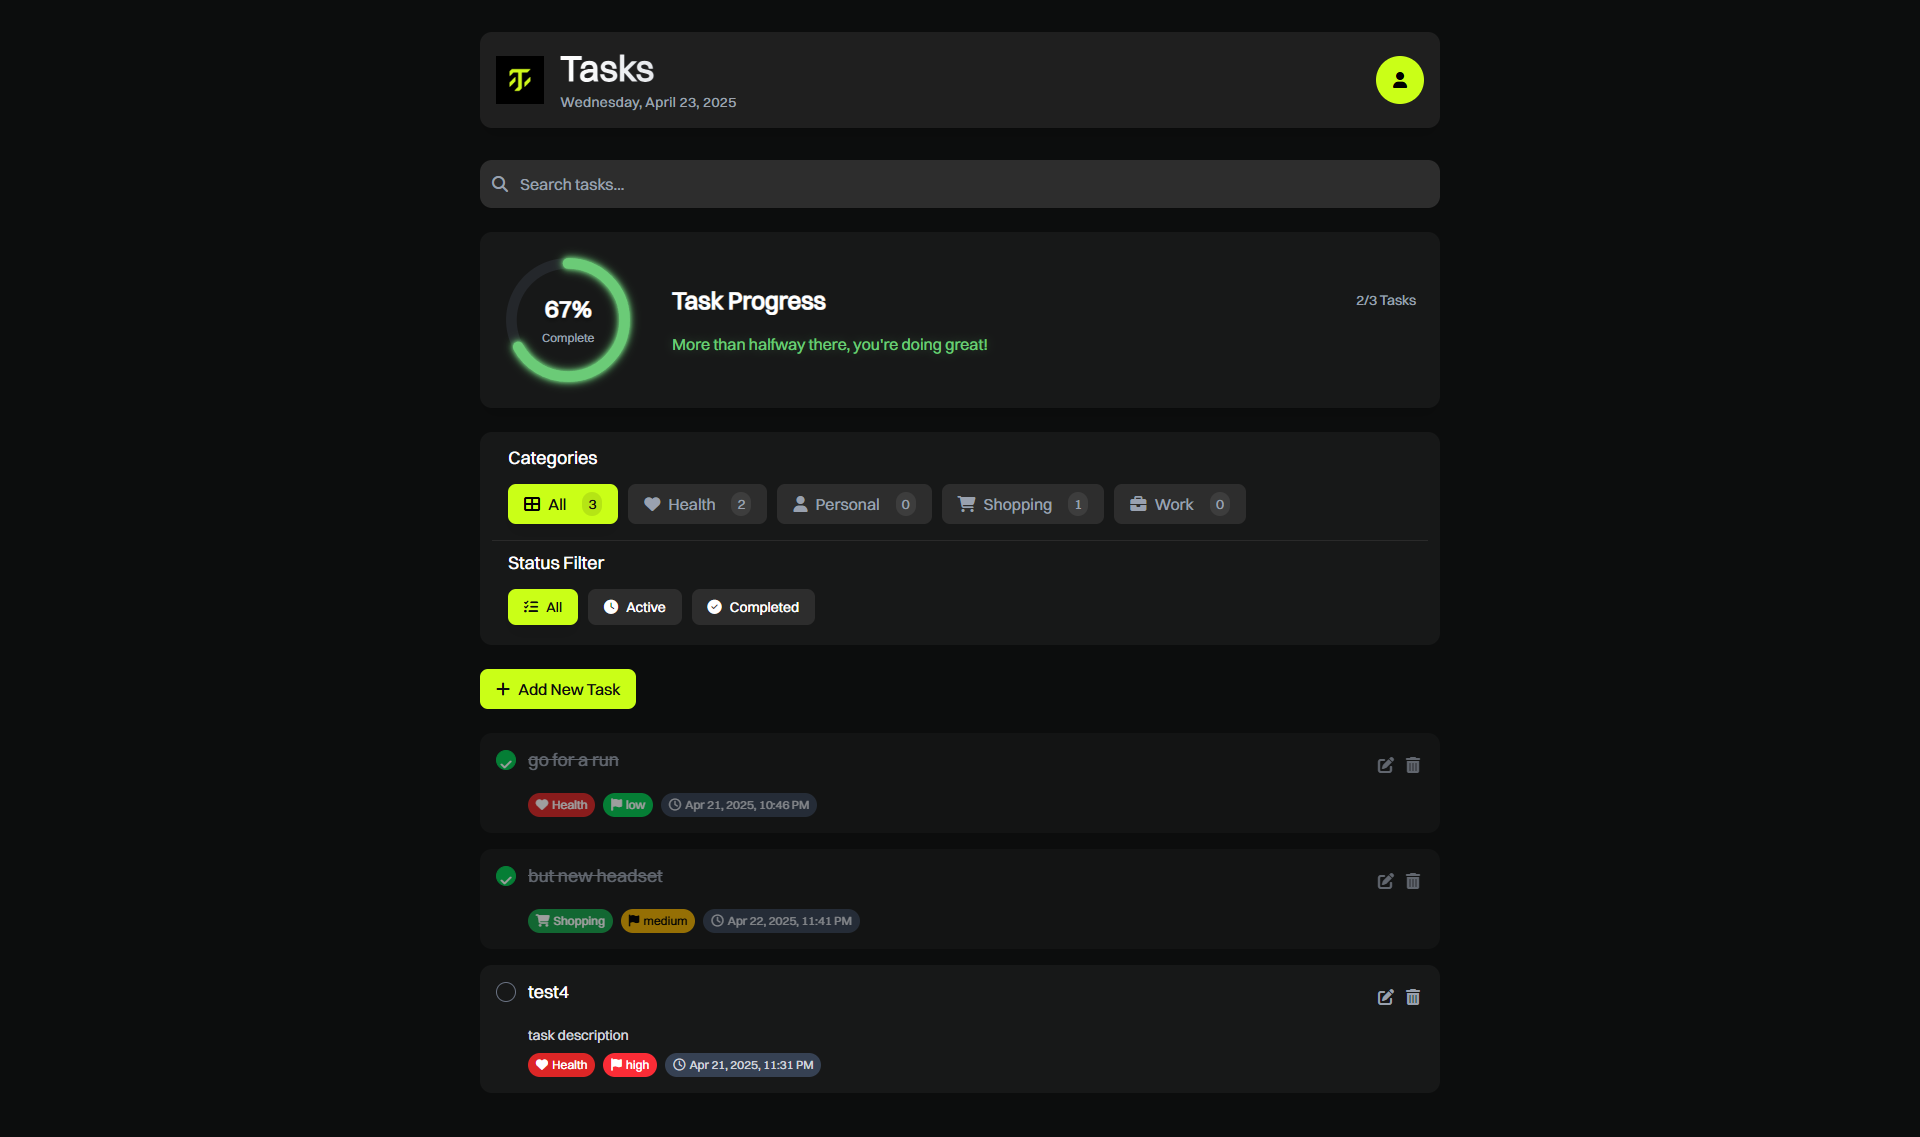 Tasks
Wednesday, April 23, 2025
Search tasks...
67%
Complete
Task Progress
2/3 Tasks
More than halfway there, you're doing great!
Categories
All 3 Health 2 Personal 0 Shopping 1 Work 0
Status Filter
All Active Completed
Add New Task
go for a run
Health low Apr 21, 2025, 10:46 PM
but new headset
Shopping medium Apr 22, 2025, 11:41 PM
test4
task description
Health high Apr 21, 2025, 11:31 PM